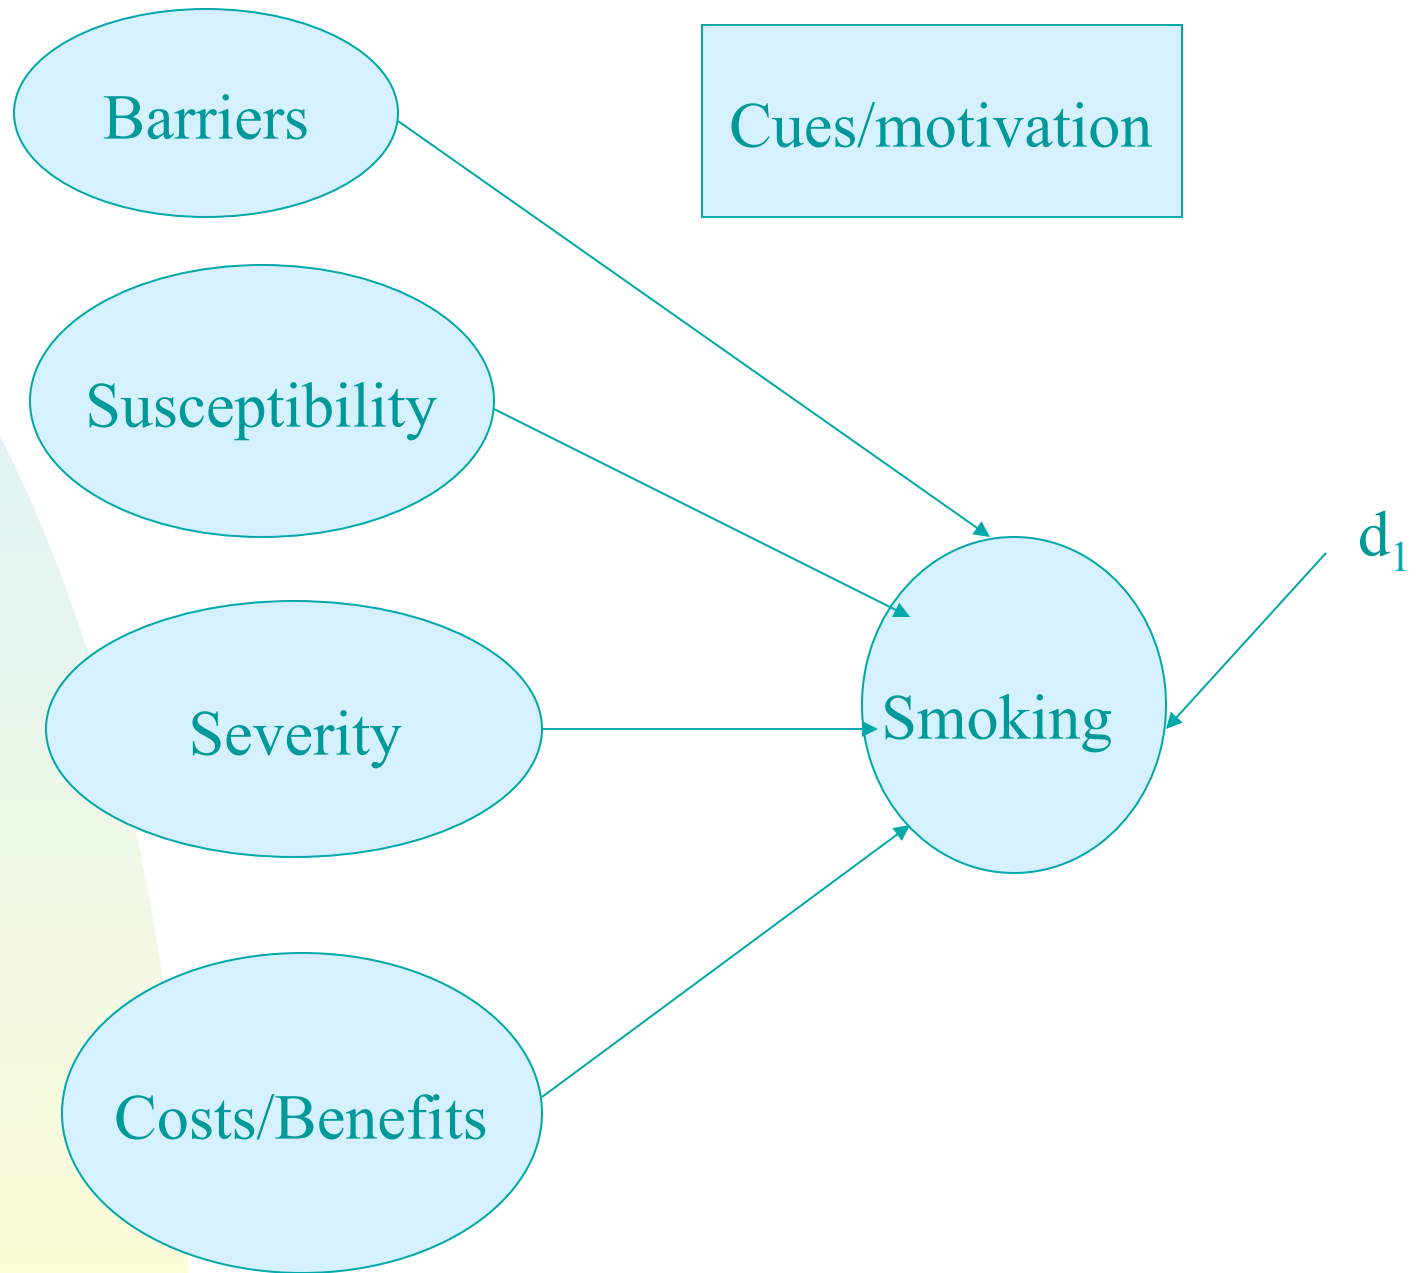 Barriers
Cues/motivation
Susceptibility
d₁
Severity
Smoking
Costs/Benefits